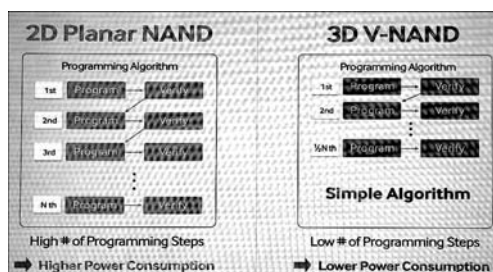 2D Planar NAND
Programming Algorithm
1st Program Verify
2nd Program Verify
3rd Program Verify
N th Program Verify
High # of Programming Steps
Higher Power Consumption
3D V-NAND
Programming Algorithm
1st Program Verify
2nd Program Verify
½Nth Program Verify
Simple Algorithm
Low # of Programming Steps
Lower Power Consumption